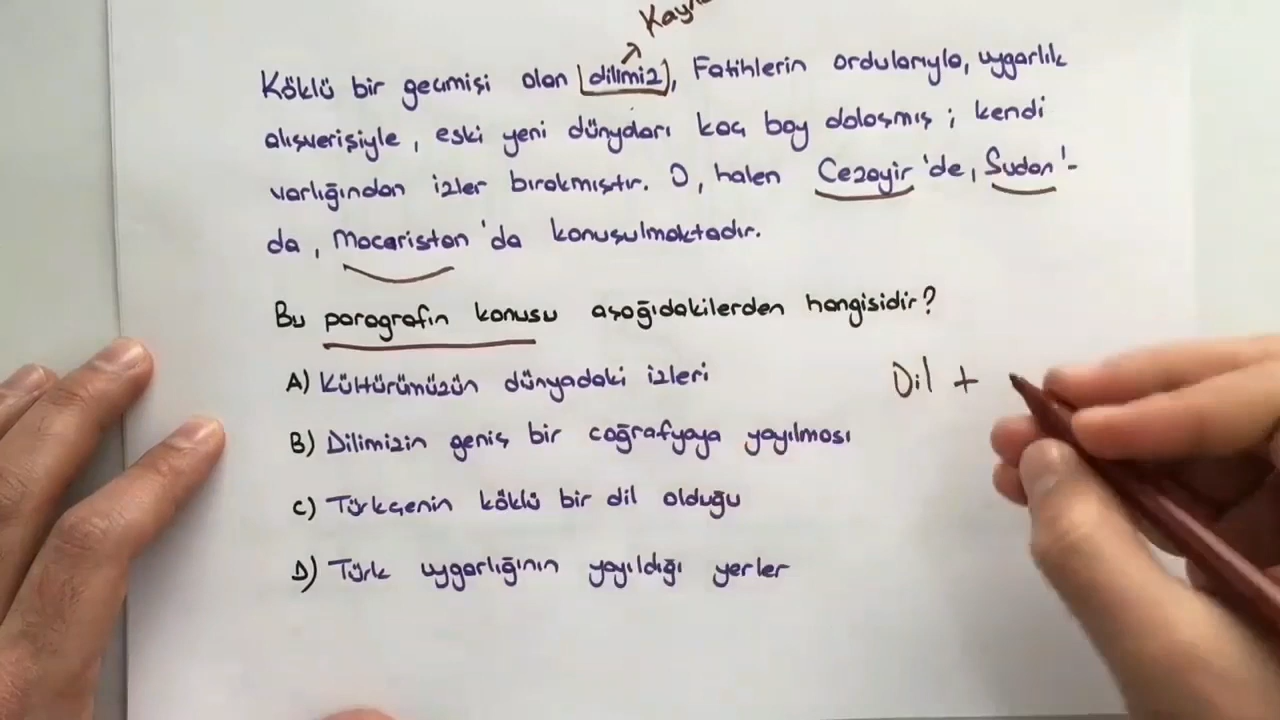 Köklü bir geçmişi olan dilimiz, Fatihlerin ordularıyla, uygarlık
alışverişiyle, eski yeni dünyaları kaç boy dolaşmış; kendi
varlığından izler bırakmıştır. O, halen Cezayir'de, Sudan'-
da, Macaristan'da konuşulmaktadır.
Bu paragrafın konusu aşağıdakilerden hangisidir?
A) Kültürümüzün dünyadaki izleri
Dil +
B) Dilimizin geniş bir coğrafyaya yayılması
C) Türkçenin köklü bir dil olduğu
D) Türk uygarlığının yayıldığı yerler